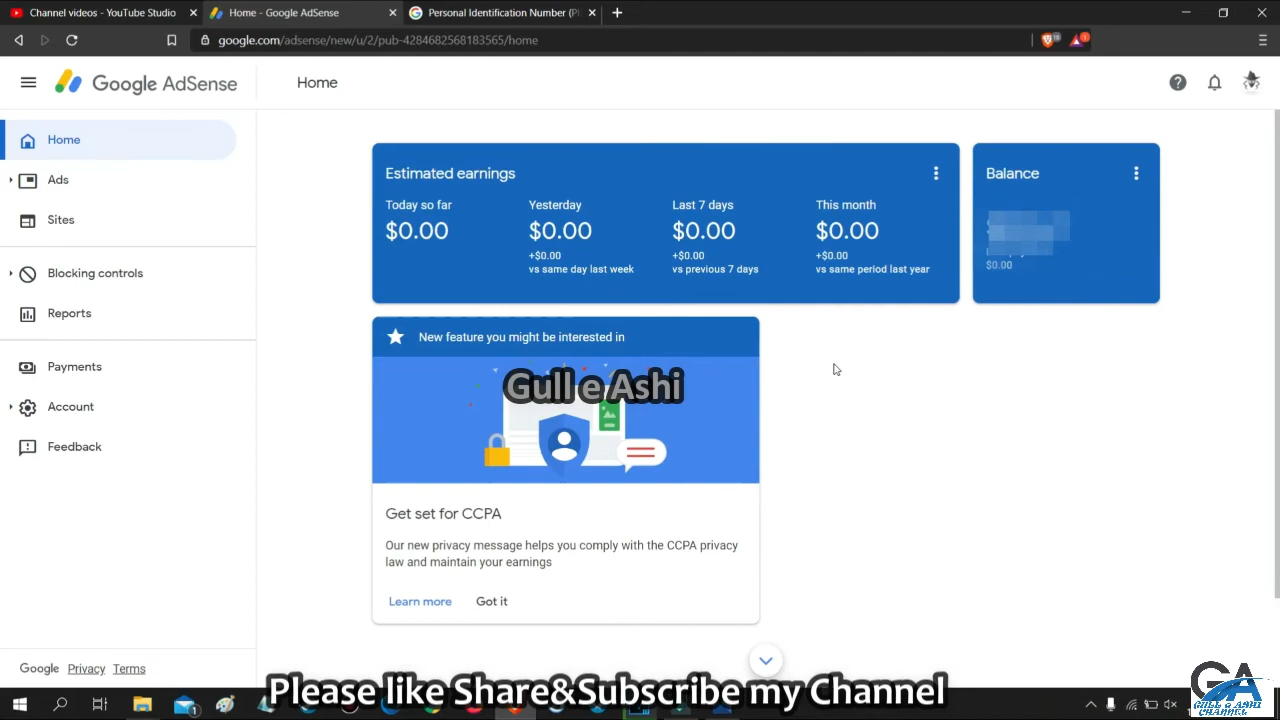 Channel videos - YouTube Studio
Home - Google AdSense
Personal Identification Number (PI
google.com/adsense/new/u/2/pub-4284682568183565/home
Google AdSense
Home
Home
Ads
Sites
Blocking controls
Reports
Payments
Account
Feedback
Google Privacy Terms
Estimated earnings
Today so far
$0.00
Yesterday
$0.00
+$0.00
vs same day last week
Last 7 days
$0.00
+$0.00
vs previous 7 days
This month
$0.00
+$0.00
vs same period last year
Balance
$0.00
New feature you might be interested in
Gull e Ashi
Get set for CCPA
Our new privacy message helps you comply with the CCPA privacy
law and maintain your earnings
Learn more Got it
Please like Share&Subscribe my Channel
GA
GULL E ASHI
CHANNEL